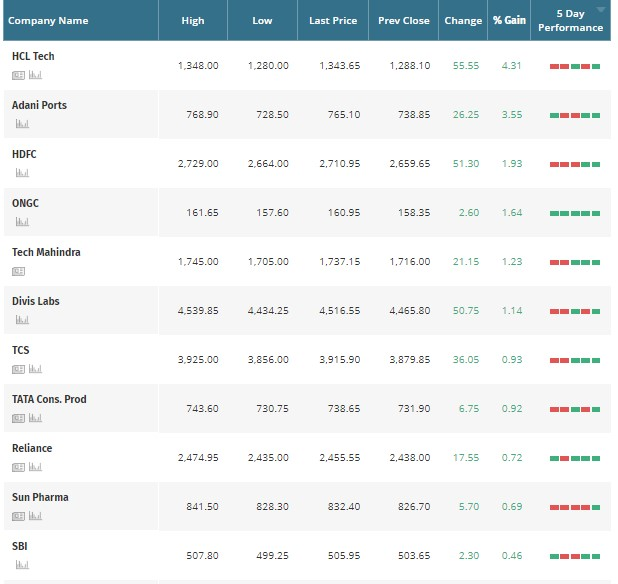 Company Name High Low Last Price Prev Close Change % Gain 5 Day Performance
HCL Tech 1,348.00 1,280.00 1,343.65 1,288.10 55.55 4.31
Adani Ports 768.90 728.50 765.10 738.85 26.25 3.55
HDFC 2,729.00 2,664.00 2,710.95 2,659.65 51.30 1.93
ONGC 161.65 157.60 160.95 158.35 2.60 1.64
Tech Mahindra 1,745.00 1,705.00 1,737.15 1,716.00 21.15 1.23
Divis Labs 4,539.85 4,434.25 4,516.55 4,465.80 50.75 1.14
TCS 3,925.00 3,856.00 3,915.90 3,879.85 36.05 0.93
TATA Cons. Prod 743.60 730.75 738.65 731.90 6.75 0.92
Reliance 2,474.95 2,435.00 2,455.55 2,438.00 17.55 0.72
Sun Pharma 841.50 828.30 832.40 826.70 5.70 0.69
SBI 507.80 499.25 505.95 503.65 2.30 0.46